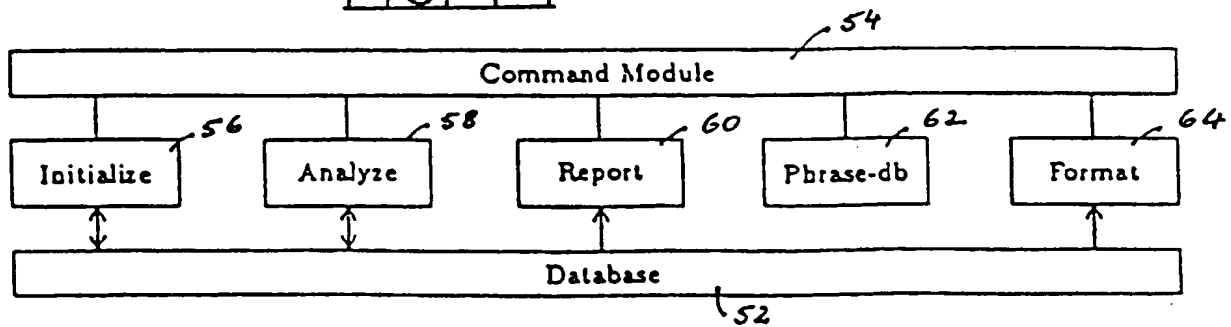 54
Command Module
56 58 60 62 64
Initialize Analyze Report Phrase-db Format
Database
52